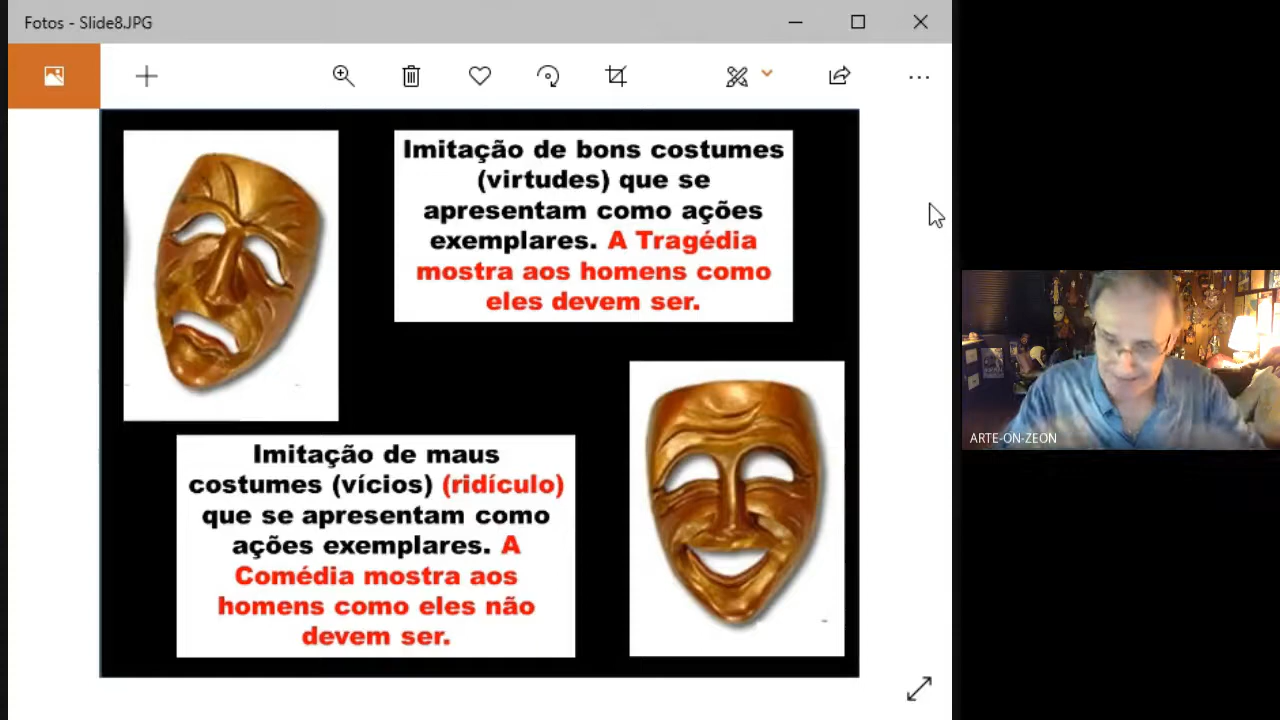 Fotos - Slide8.JPG
Imitação de bons costumes
(virtudes) que se
apresentam como ações
exemplares. A Tragédia
mostra aos homens como
eles devem ser.
Imitação de maus
costumes (vícios) (ridículo)
que se apresentam como
ações exemplares. A
Comédia mostra aos
homens como eles não
devem ser.
ARTE-ON-ZEON